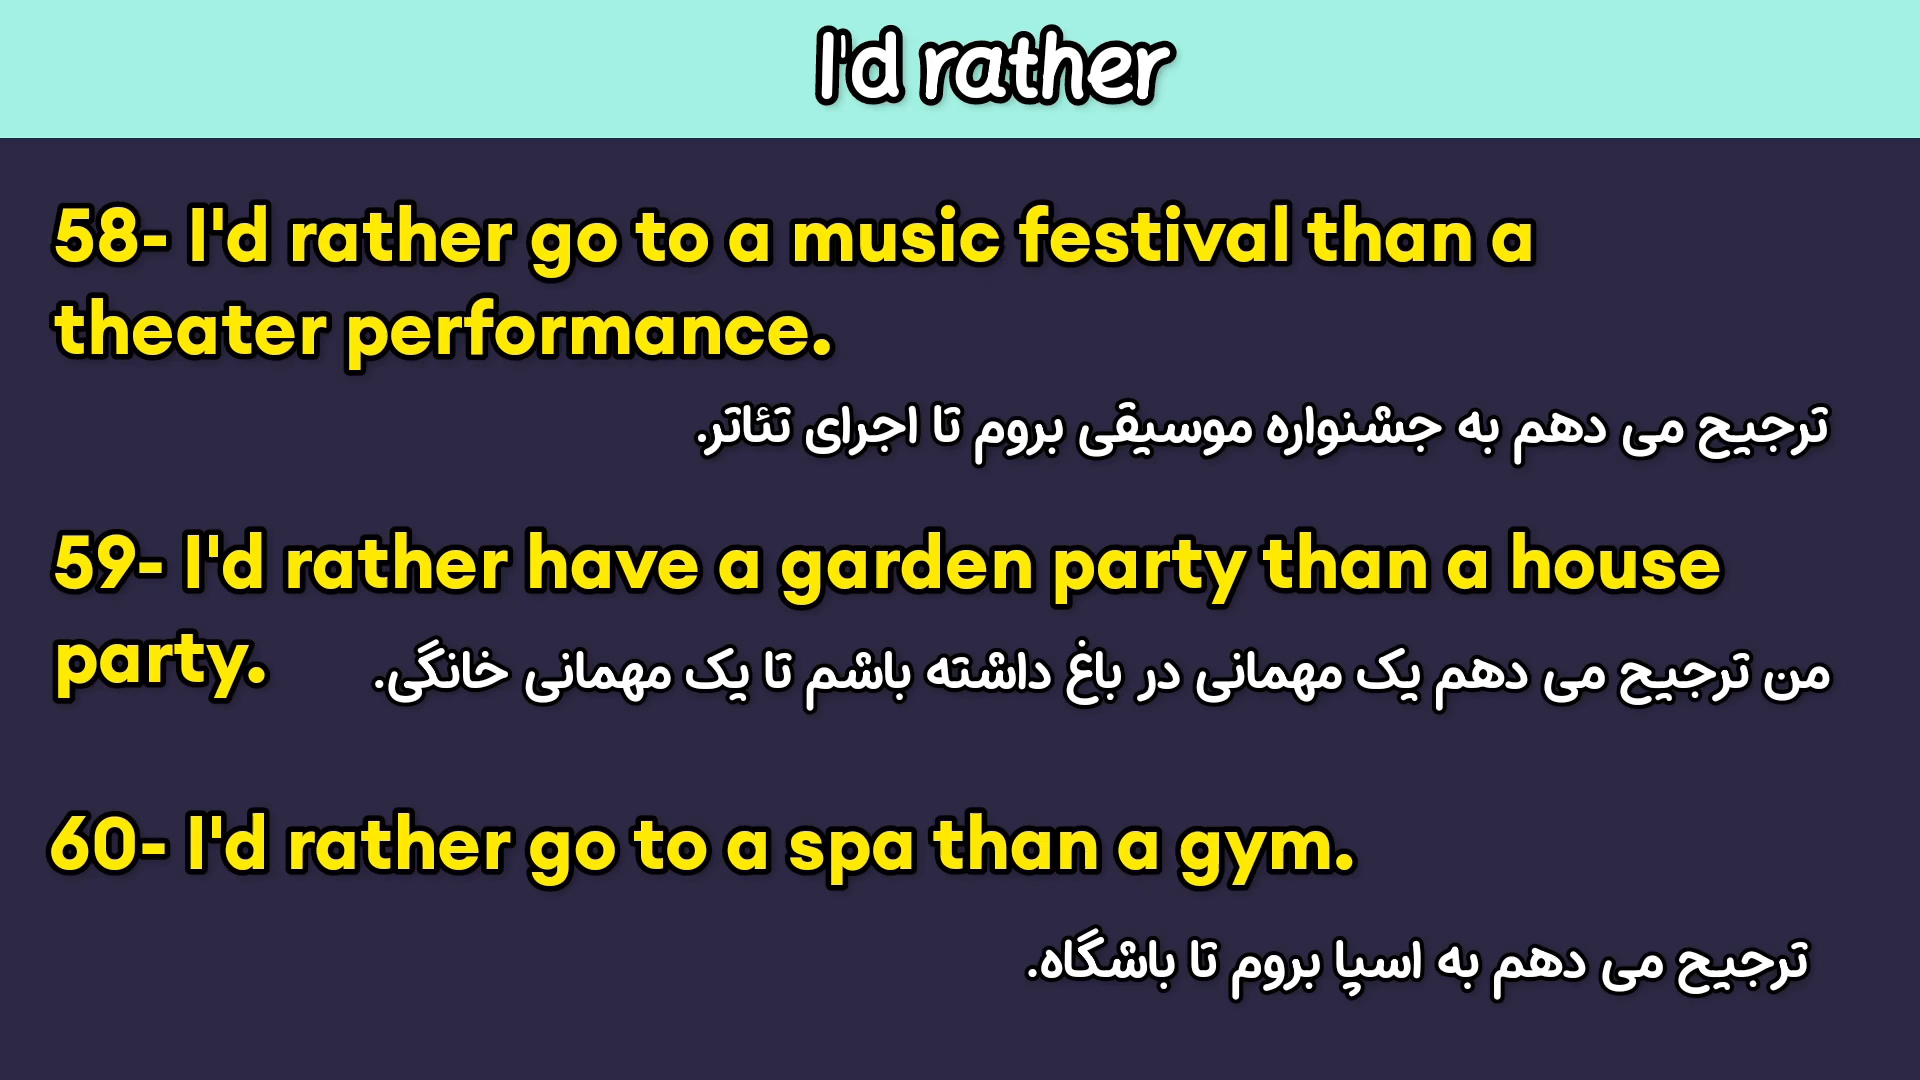 I'd rather
58- I'd rather go to a music festival than a
theater performance.
ترجیح می دهم به جشنواره موسیقی بروم تا اجرای تئاتر.
59- I'd rather have a garden party than a house
party.
من ترجیح می دهم یک مهمانی در باغ داشته باشم تا یک مهمانی خانگی.
60- I'd rather go to a spa than a gym.
ترجیح می دهم به اسپا بروم تا باشگاه.